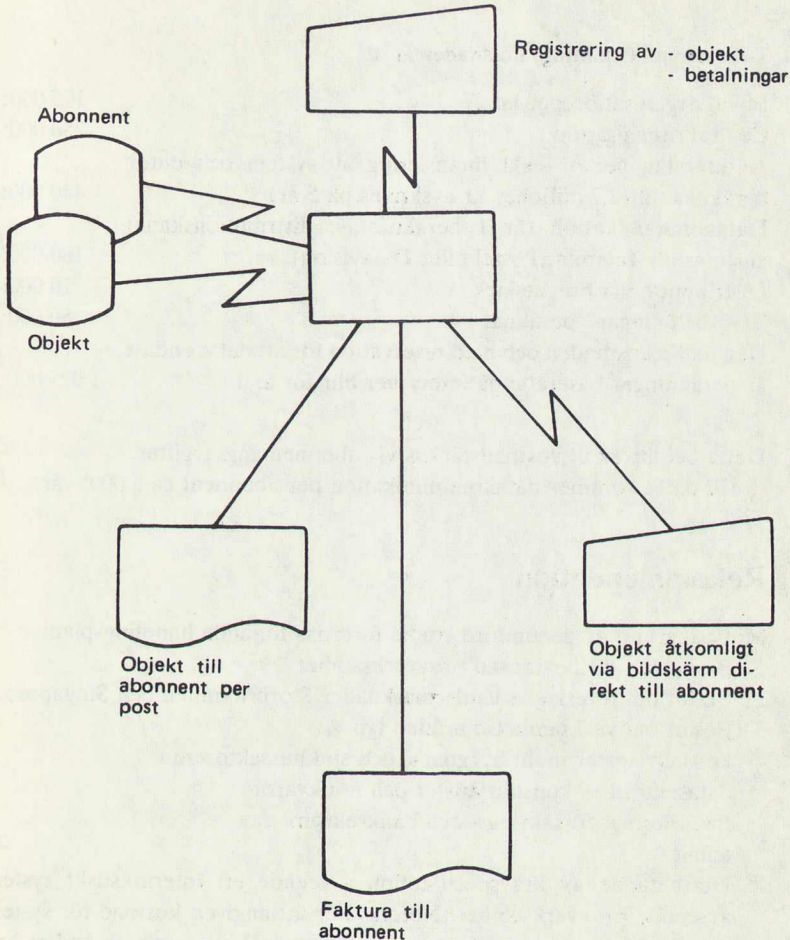 Registrering av - objekt
- betalningar
Abonnent
Objekt
Objekt till
abonnent per
post
Objekt åtkomligt
via bildskärm di-
rekt till abonnent
Faktura till
abonnent